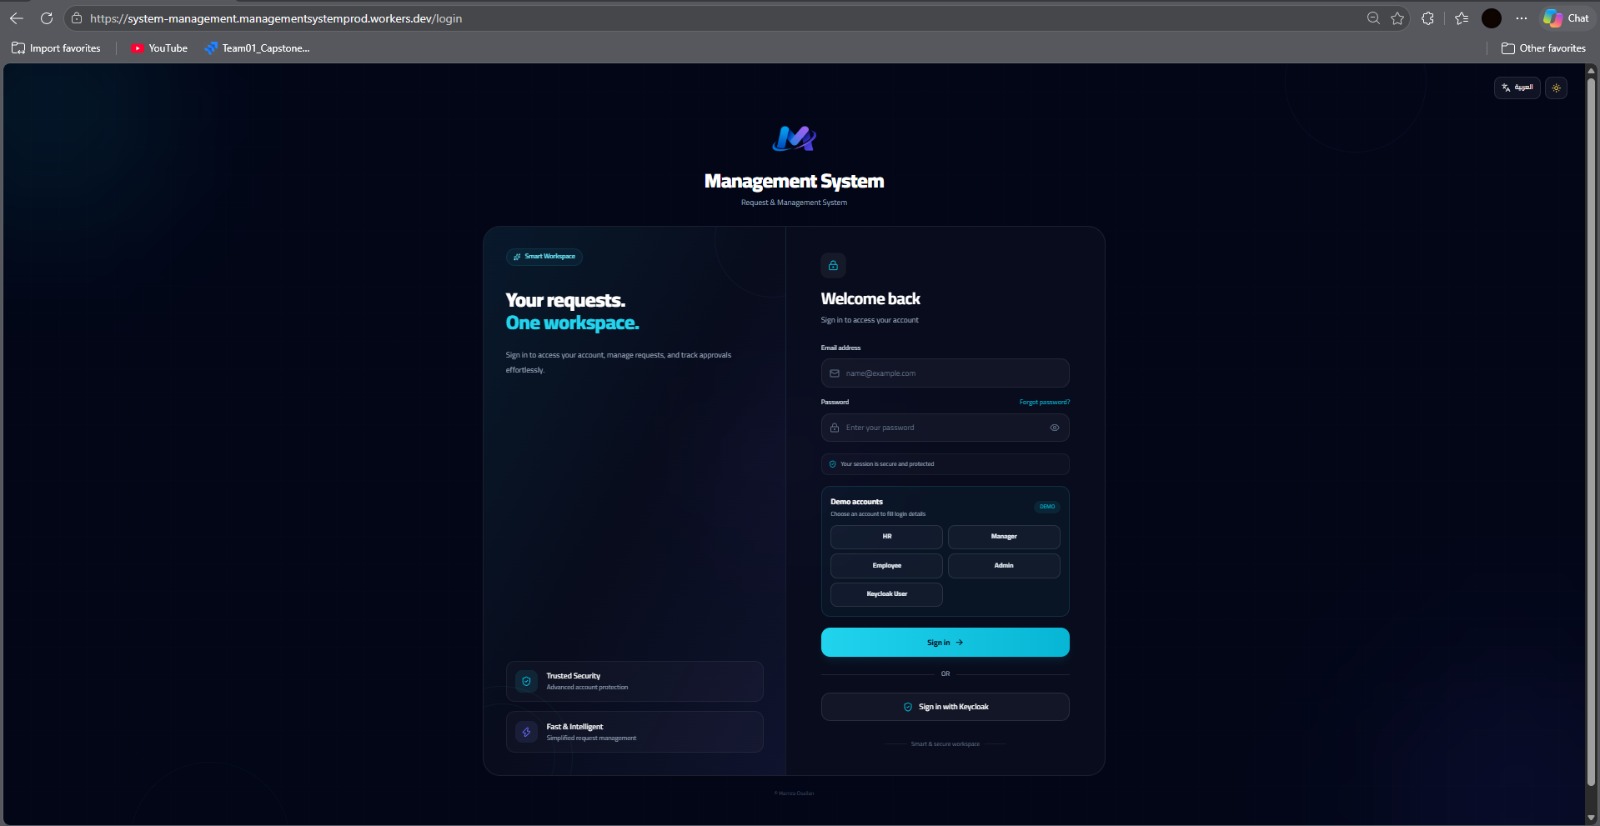 https://system-management.managementsystemprod.workers.dev/login
Chat
Import favorites
YouTube
Team01_Capstone...
Other favorites
العربية
Management System
Request & Management System
Smart Workspace
Your requests.
One workspace.
Sign in to access your account, manage requests, and track approvals
effortlessly.
Trusted Security
Advanced account protection
Fast & Intelligent
Simplified request management
Welcome back
Sign in to access your account
Email address
name@example.com
Password
Forgot password?
Enter your password
Your session is secure and protected
Demo accounts
DEMO
Choose an account to fill login details
HR
Manager
Employee
Admin
Keycloak User
Sign in →
OR
Sign in with Keycloak
Smart & secure workspace